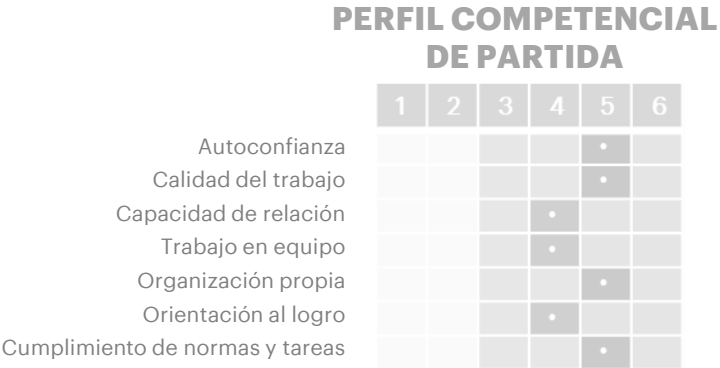 PERFIL COMPETENCIAL
DE PARTIDA
1 2 3 4 5 6
Autoconfianza
Calidad del trabajo
Capacidad de relación
Trabajo en equipo
Organización propia
Orientación al logro
Cumplimiento de normas y tareas